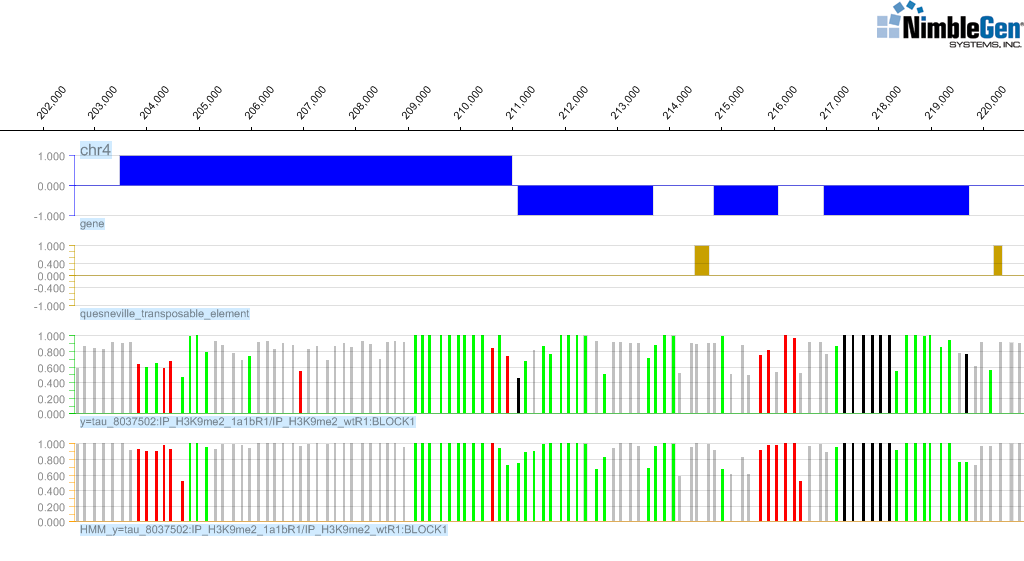 NimbleGen
SYSTEMS, INC.
202,000 203,000 204,000 205,000 206,000 207,000 208,000 209,000 210,000 211,000 212,000 213,000 214,000 215,000 216,000 217,000 218,000 219,000 220,000
chr4
1.000
0.000
-1.000
gene
1.000
0.400
0.000
-0.400
-1.000
quesneville_transposable_element
1.000
0.800
0.600
0.400
0.200
0.000
y=tau_8037502:IP_H3K9me2_1a1bR1/IP_H3K9me2_wtR1:BLOCK1
1.000
0.800
0.600
0.400
0.200
0.000
HMM_y=tau_8037502:IP_H3K9me2_1a1bR1/IP_H3K9me2_wtR1:BLOCK1